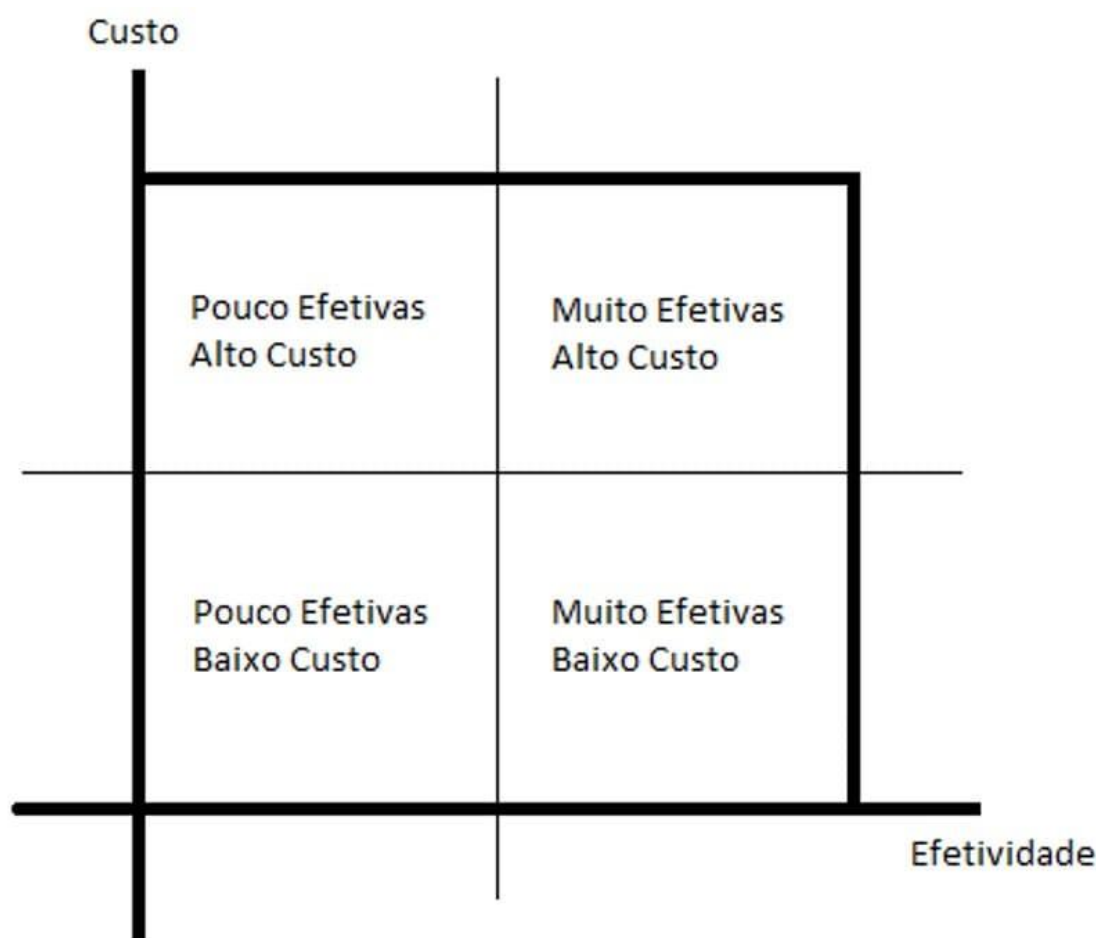 Custo
Pouco Efetivas
Alto Custo
Muito Efetivas
Alto Custo
Pouco Efetivas
Baixo Custo
Muito Efetivas
Baixo Custo
Efetividade